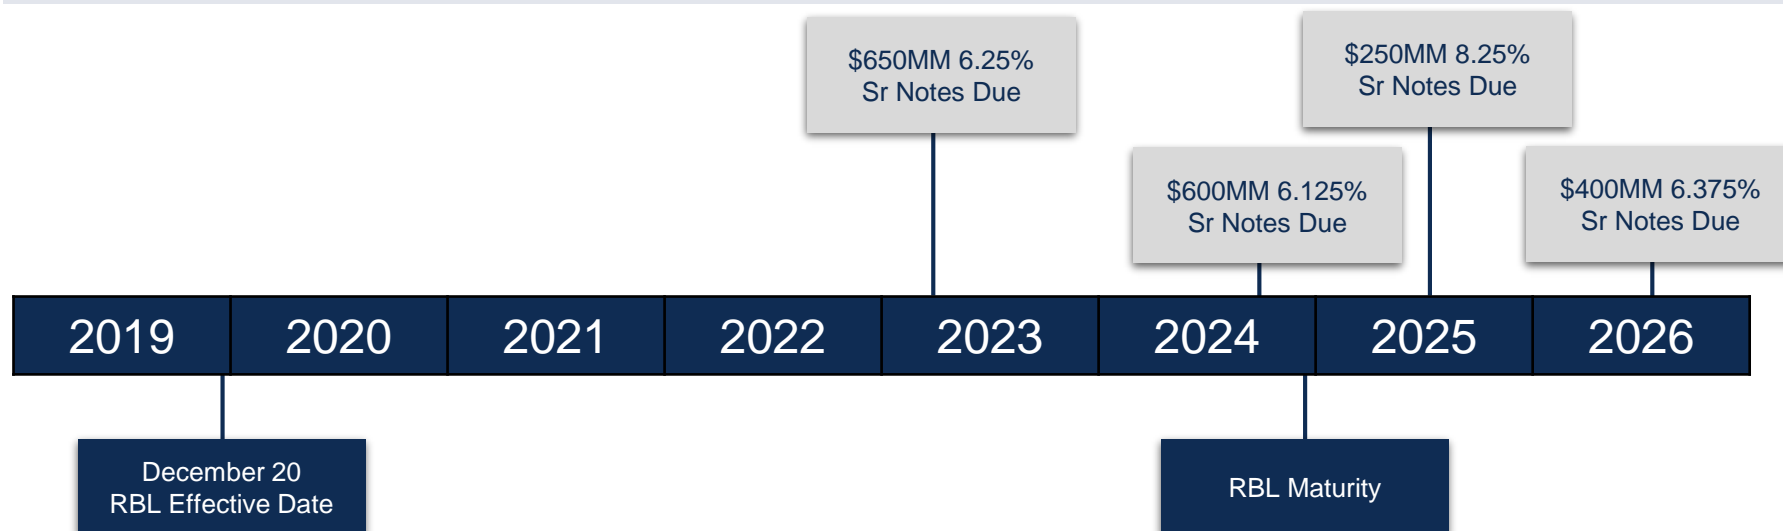 $650MM 6.25%
Sr Notes Due
$250MM 8.25%
Sr Notes Due
$600MM 6.125%
Sr Notes Due
$400MM 6.375%
Sr Notes Due
2019 2020 2021 2022 2023 2024 2025 2026
December 20
RBL Effective Date
RBL Maturity